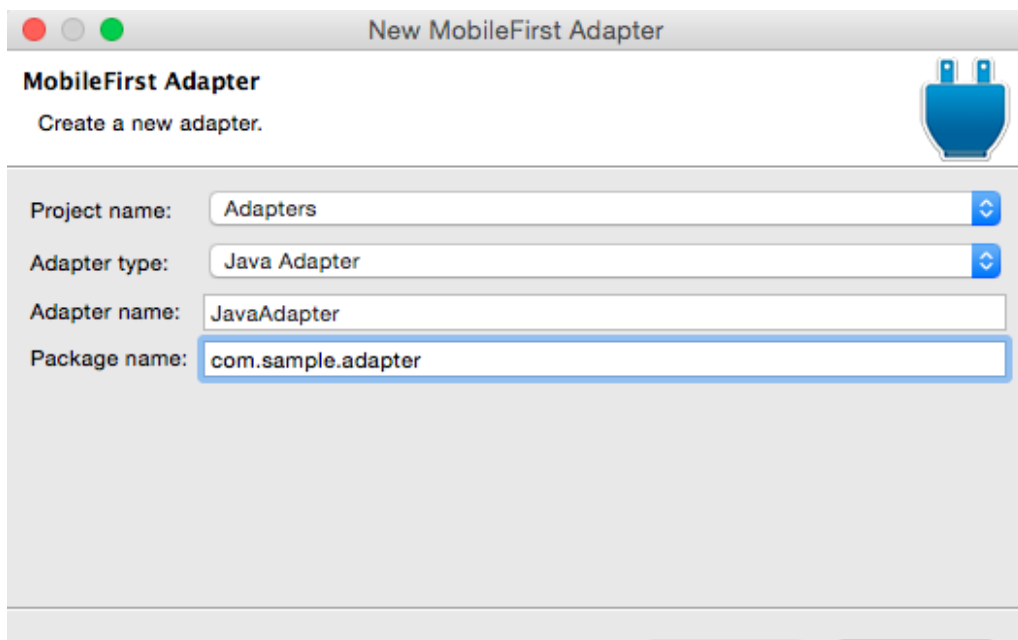 New MobileFirst Adapter
MobileFirst Adapter
Create a new adapter.
Project name: Adapters
Adapter type: Java Adapter
Adapter name: JavaAdapter
Package name: com.sample.adapter